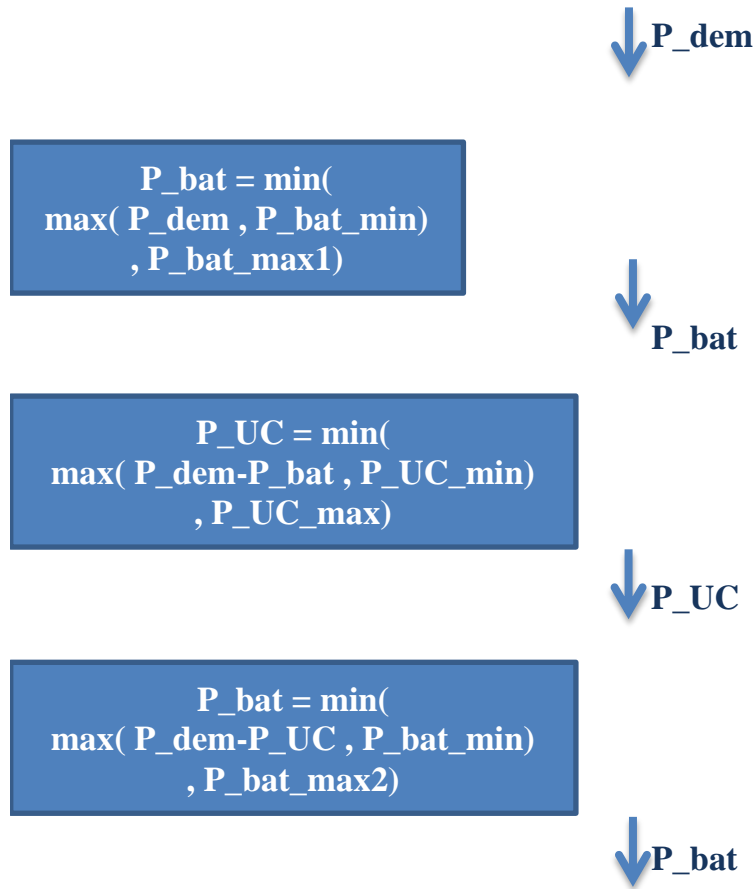 P_dem
P_bat = min(
max( P_dem , P_bat_min)
, P_bat_max1)
P_bat
P_UC = min(
max( P_dem-P_bat , P_UC_min)
, P_UC_max)
P_UC
P_bat = min(
max( P_dem-P_UC , P_bat_min)
, P_bat_max2)
P_bat